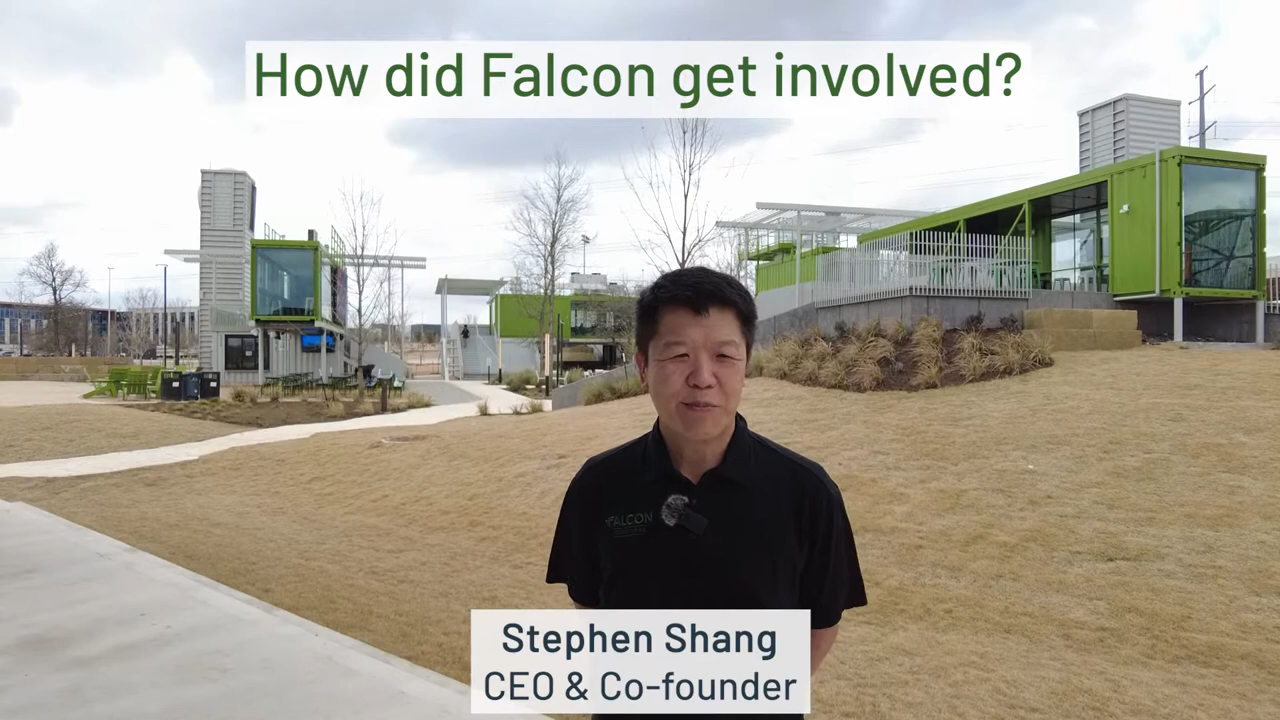 How did Falcon get involved?
FALCON
Stephen Shang
CEO & Co-founder